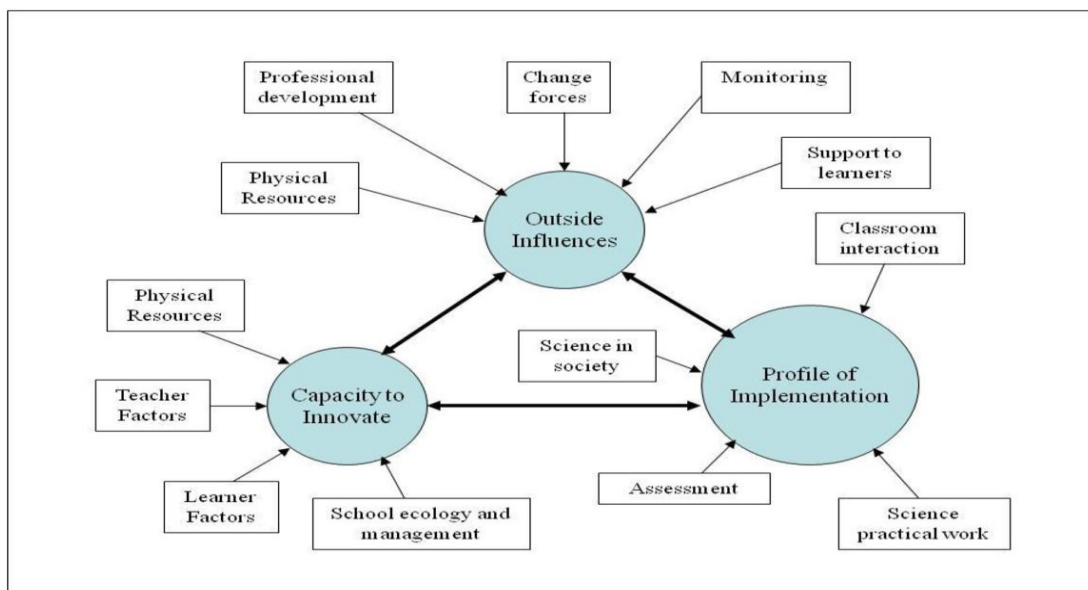 Professional
development
Change
forces
Monitoring
Physical
Resources
Support to
learners
Outside
Influences
Classroom
interaction
Physical
Resources
Science in
society
Profile of
Implementation
Teacher
Factors
Capacity to
Innovate
Learner
Factors
School ecology and
management
Assessment
Science
practical work